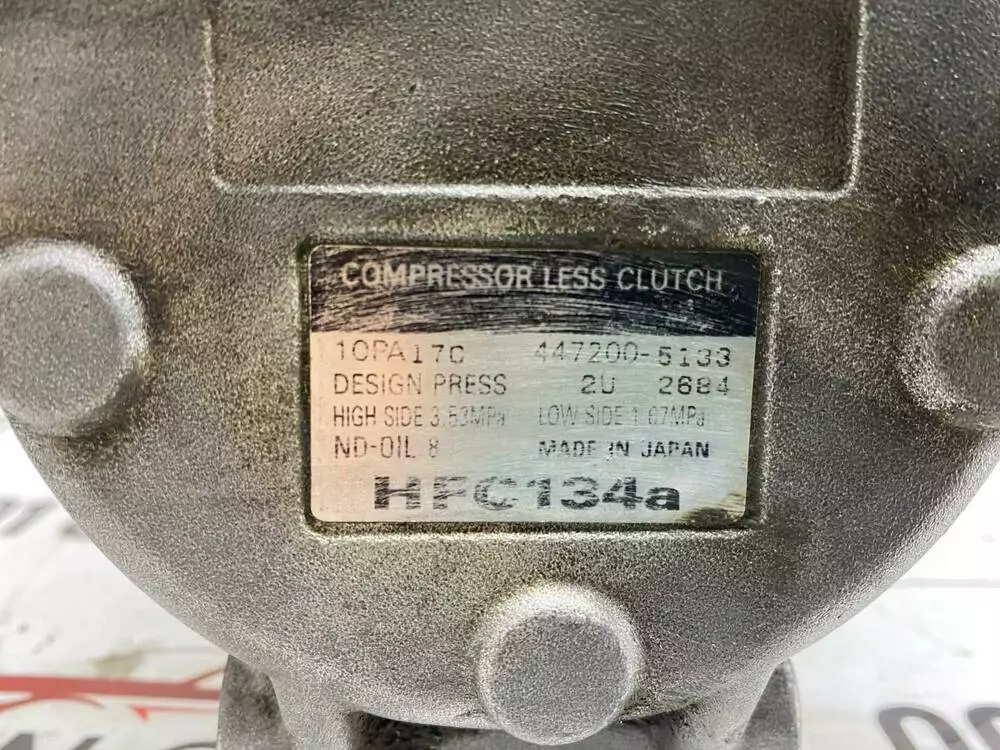 COMPRESSOR LESS CLUTCH
10PA17C 447200-5133
DESIGN PRESS 2U 2684
HIGH SIDE 3.53MPa LOW SIDE 1.67MPa
ND-OIL 8 MADE IN JAPAN
HFC134a